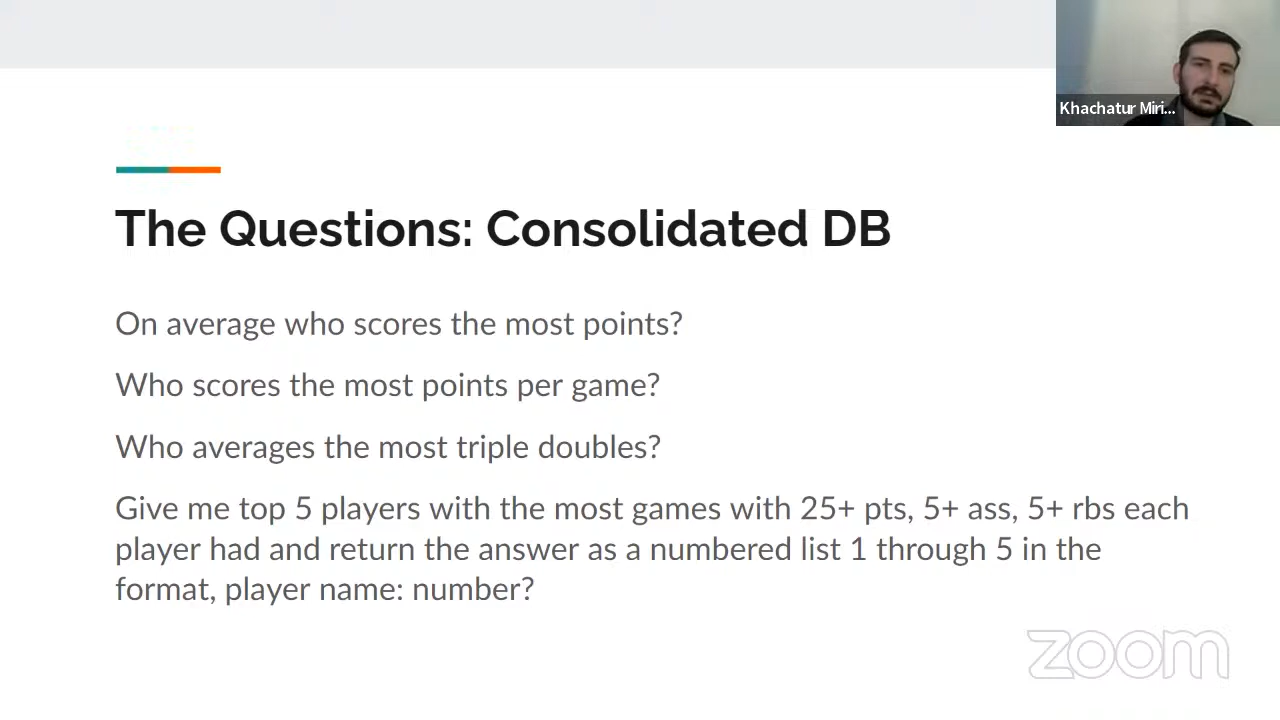 Khachatur Miri...
The Questions: Consolidated DB
On average who scores the most points?
Who scores the most points per game?
Who averages the most triple doubles?
Give me top 5 players with the most games with 25+ pts, 5+ ass, 5+ rbs each
player had and return the answer as a numbered list 1 through 5 in the
format, player name: number?
zoom